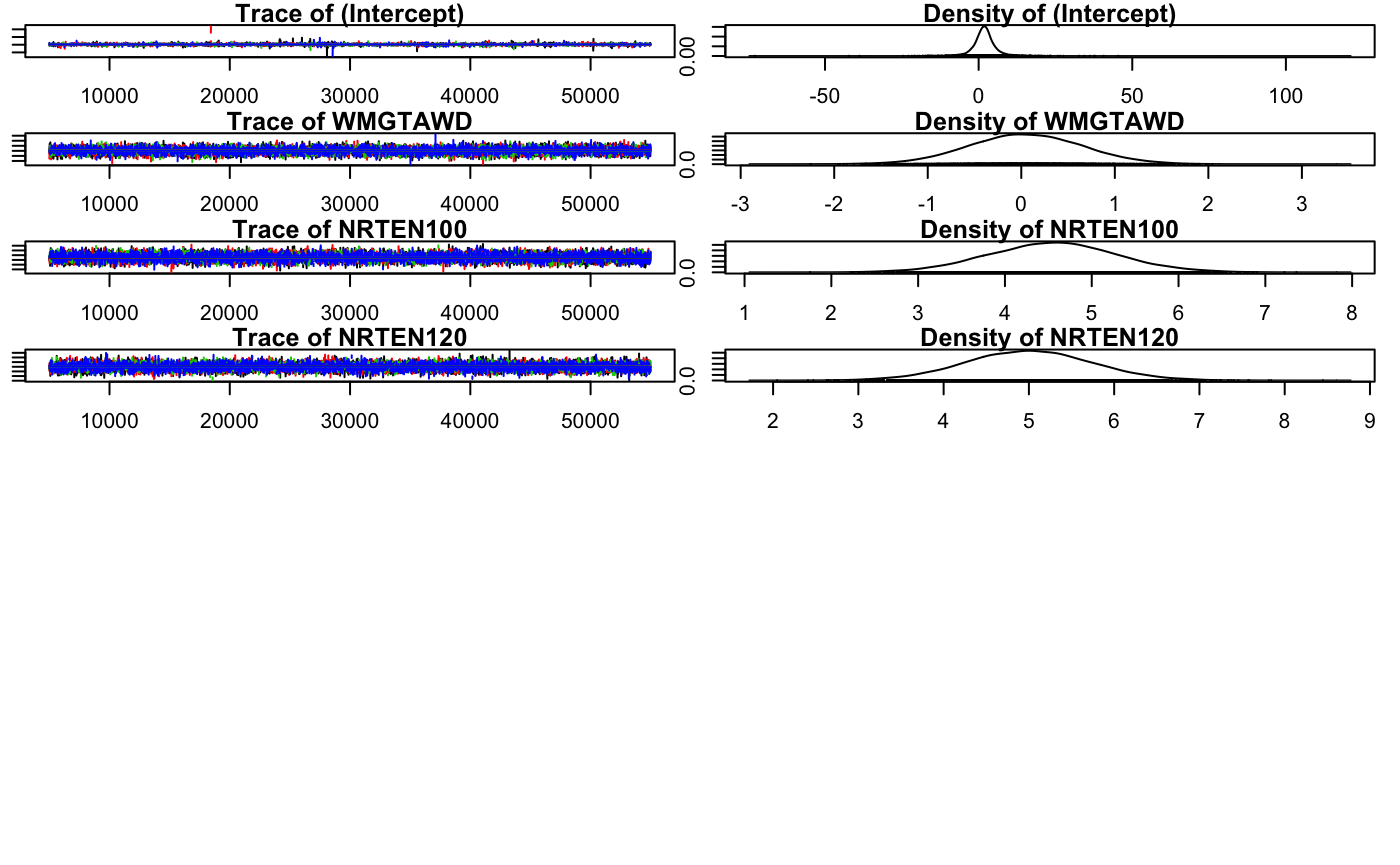 Trace of (Intercept)
Density of (Intercept)
0.00
10000 20000 30000 40000 50000
-50 0 50 100
Trace of WMGTAWD
Density of WMGTAWD
0.0
10000 20000 30000 40000 50000
-3 -2 -1 0 1 2 3
Trace of NRTEN100
Density of NRTEN100
0.0
10000 20000 30000 40000 50000
1 2 3 4 5 6 7 8
Trace of NRTEN120
Density of NRTEN120
0.0
10000 20000 30000 40000 50000
2 3 4 5 6 7 8 9